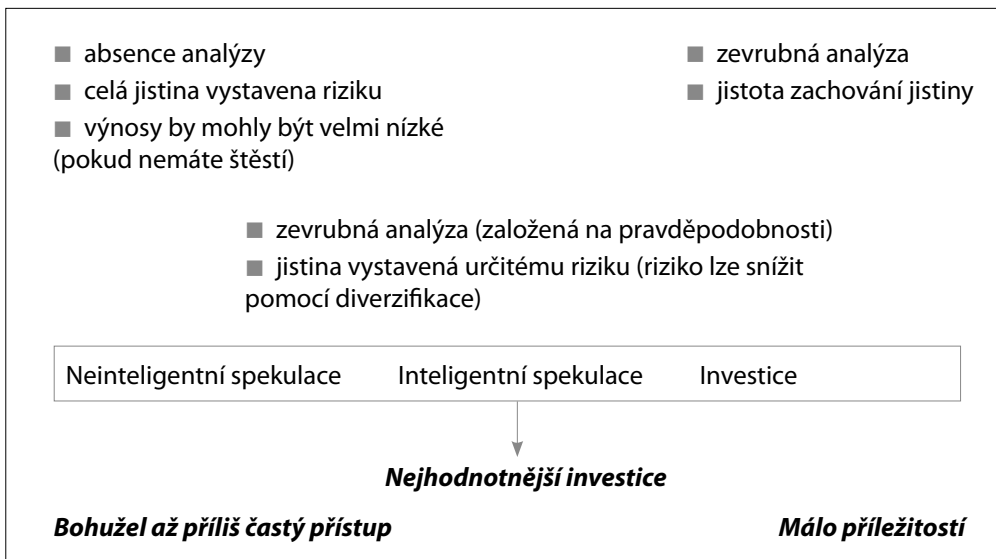 ■ absence analýzy
■ celá jistina vystavena riziku
■ výnosy by mohly být velmi nízké
(pokud nemáte štěstí)
■ zevrubná analýza
■ jistota zachování jistiny
■ zevrubná analýza (založená na pravděpodobnosti)
■ jistina vystavená určitému riziku (riziko lze snížit
pomocí diverzifikace)
Neinteligentní spekulace Inteligentní spekulace Investice
Nejhodnotnější investice
Bohužel až příliš častý přístup
Málo příležitostí